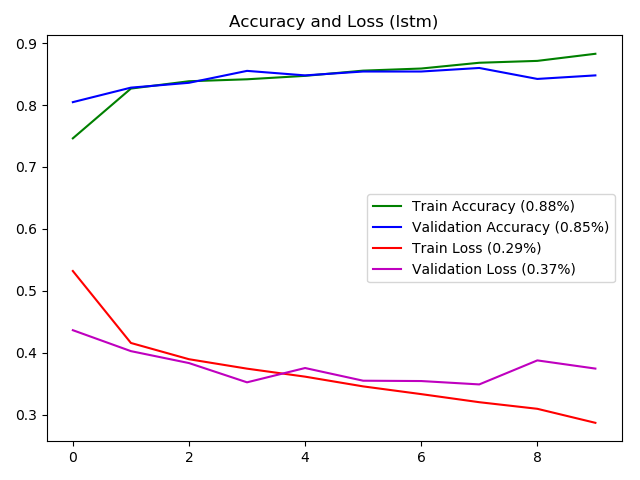 Accuracy and Loss (lstm)
0.9
0.8
0.7
0.6
0.5
0.4
0.3
Train Accuracy (0.88%)
Validation Accuracy (0.85%)
Train Loss (0.29%)
Validation Loss (0.37%)
0 2 4 6 8